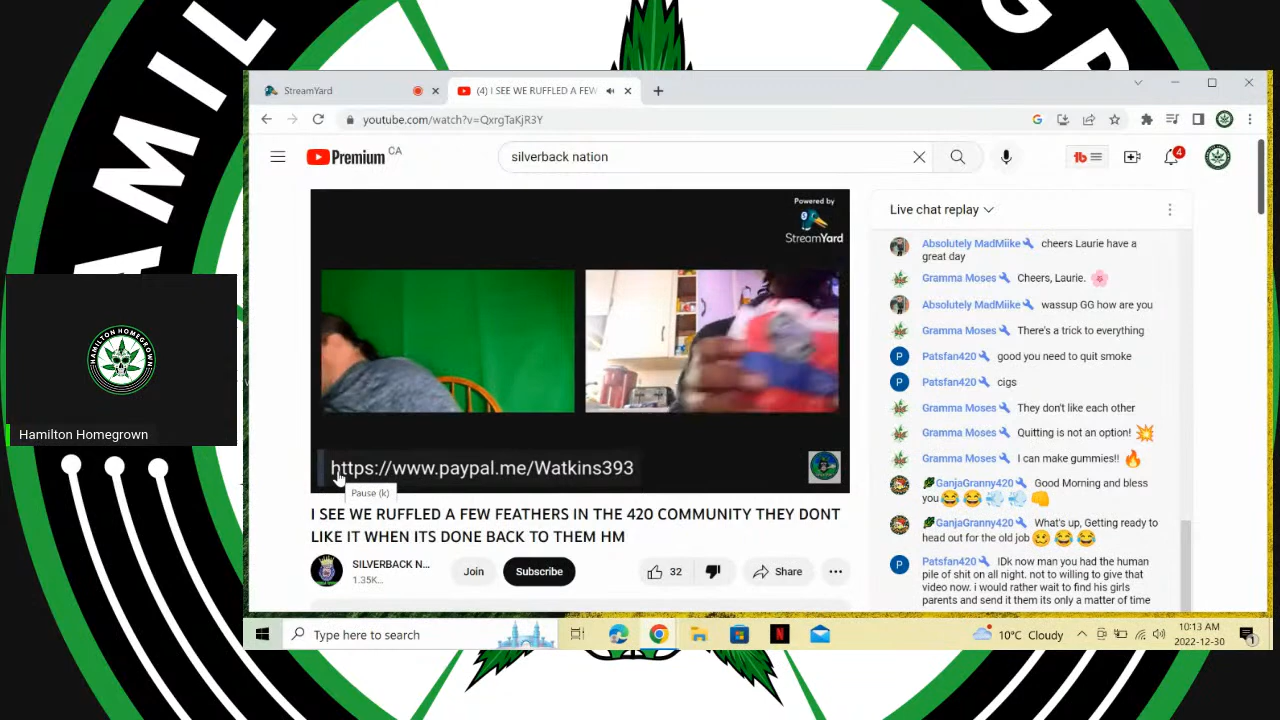 HAMIL
GR
StreamYard
(4) I SEE WE RUFFLED A FEW
youtube.com/watch?v=QxrgTaKjR3Y
Premium CA
silverback nation
4
Powered by
StreamYard
https://www.paypal.me/Watkins393
Pause (k)
I SEE WE RUFFLED A FEW FEATHERS IN THE 420 COMMUNITY THEY DONT
LIKE IT WHEN ITS DONE BACK TO THEM HM
SILVERBACK N...
1.35K...
Join
Subscribe
32
Share
Live chat replay
Absolutely MadMiike cheers Laurie have a
great day
Gramma Moses Cheers, Laurie.
Absolutely MadMiike wassup GG how are you
Gramma Moses There's a trick to everything
P Patsfan420 good you need to quit smoke
P Patsfan420 cigs
Gramma Moses They don't like each other
Gramma Moses Quitting is not an option!
Gramma Moses I can make gummies!!
GanjaGranny420 Good Morning and bless
you
GanjaGranny420 What's up, Getting ready to
head out for the old job
P Patsfan420 IDk now man you had the human
pile of shit on all night. not to willing to give that
video now. i would rather wait to find his girls
parents and send it them its only a matter of time
HAMILTON HOMEGROWN
Hamilton Homegrown
Type here to search
10°C Cloudy
10:13 AM
2022-12-30
1